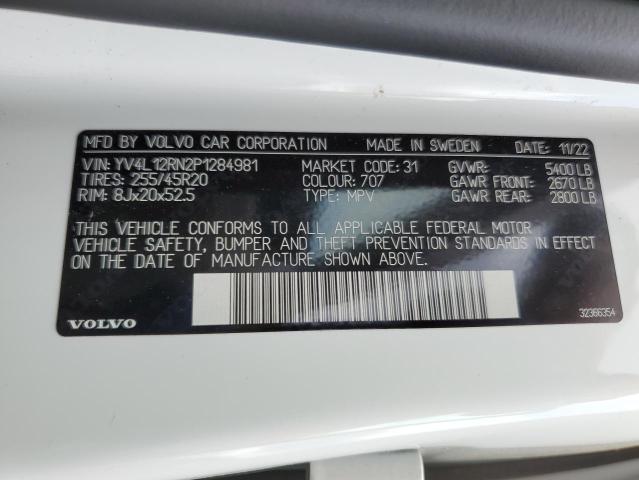 MFD BY VOLVO CAR CORPORATION MADE IN SWEDEN DATE: 11/22
VIN: YV4L12RN2P1284981 MARKET CODE: 31 GVWR: 5400 LB
TIRES: 255/45R20 COLOUR: 707 GAWR FRONT: 2670 LB
RIM: 8Jx20x52.5 TYPE: MPV GAWR REAR: 2800 LB
THIS VEHICLE CONFORMS TO ALL APPLICABLE FEDERAL MOTOR
VEHICLE SAFETY, BUMPER AND THEFT PREVENTION STANDARDS IN EFFECT
ON THE DATE OF MANUFACTURE SHOWN ABOVE.
VOLVO 32366354